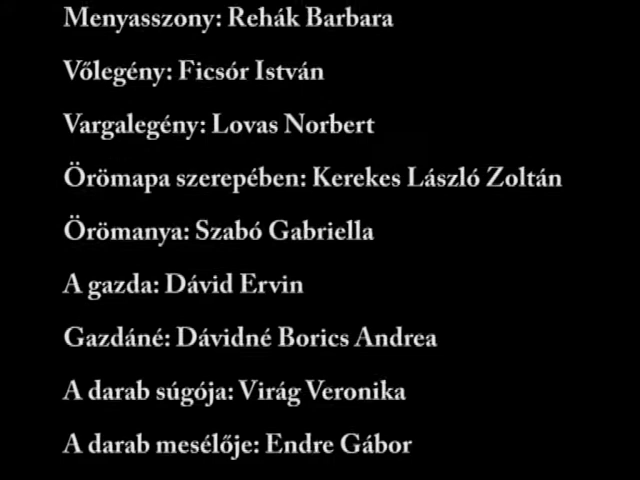 Menyasszony: Rehák Barbara
Vőlegény: Ficsór István
Vargalegény: Lovas Norbert
Örömapa szerepében: Kerekes László Zoltán
Örömanya: Szabó Gabriella
A gazda: Dávid Ervin
Gazdáné: Dávidné Borics Andrea
A darab súgója: Virág Veronika
A darab mesélője: Endre Gábor